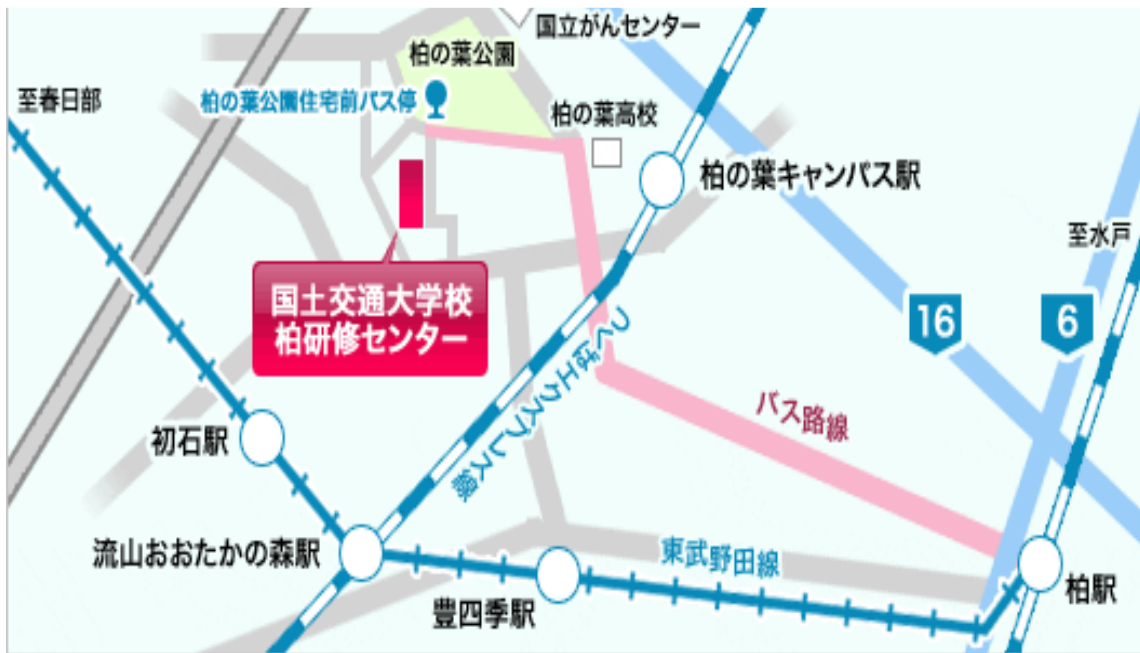 国立がんセンター
柏の葉公園
至春日部
柏の葉公園住宅前バス停
柏の葉高校
柏の葉キャンパス駅
至水戸
国土交通大学校
柏研修センター
16
6
つくばエクスプレス線
バス路線
初石駅
流山おおたかの森駅
東武野田線
豊四季駅
柏駅